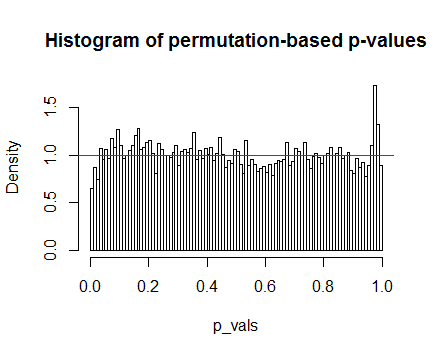 Histogram of permutation-based p-values
Density
1.5
1.0
0.5
0.0
0.0 0.2 0.4 0.6 0.8 1.0
p_vals